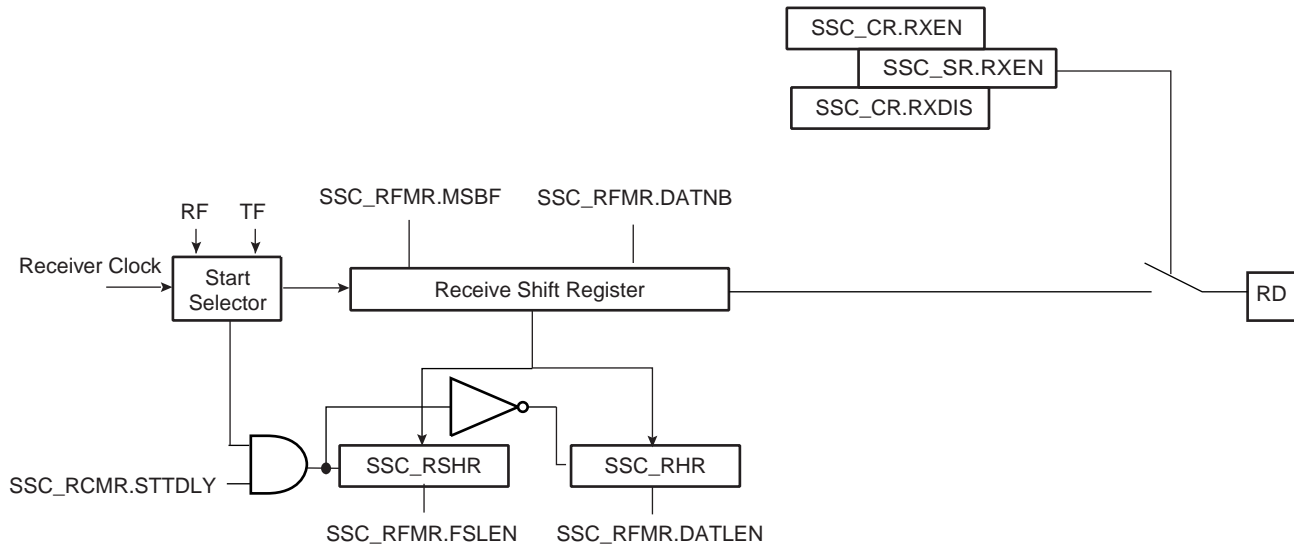 SSC_CR.RXEN
SSC_SR.RXEN
SSC_CR.RXDIS
SSC_RFMR.MSBF
SSC_RFMR.DATNB
RF
TF
Receiver Clock
Start
Selector
Receive Shift Register
RD
SSC_RSHR
SSC_RHR
SSC_RCMR.STTDLY
SSC_RFMR.FSLEN
SSC_RFMR.DATLEN